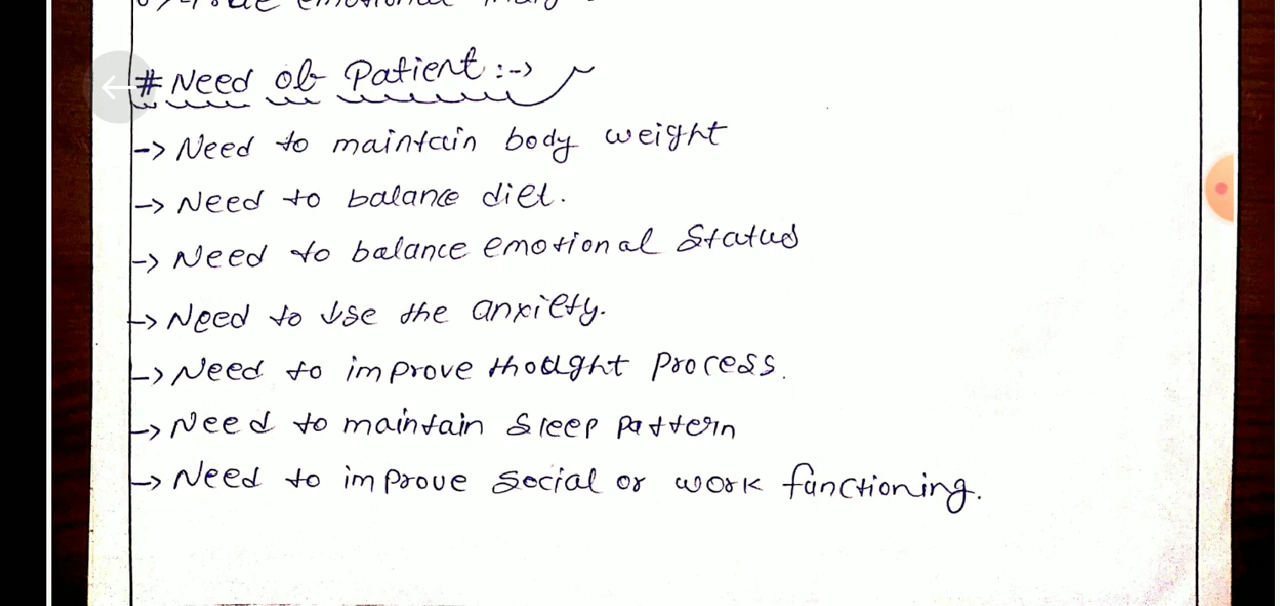 # Need of Patient :->
-> Need to maintain body weight
-> Need to balance diet.
-> Need to balance emotional Status
-> Need to ↓se the anxiety.
-> Need to improve thought process.
-> Need to maintain sleep pattern
-> Need to improve social or work functioning.